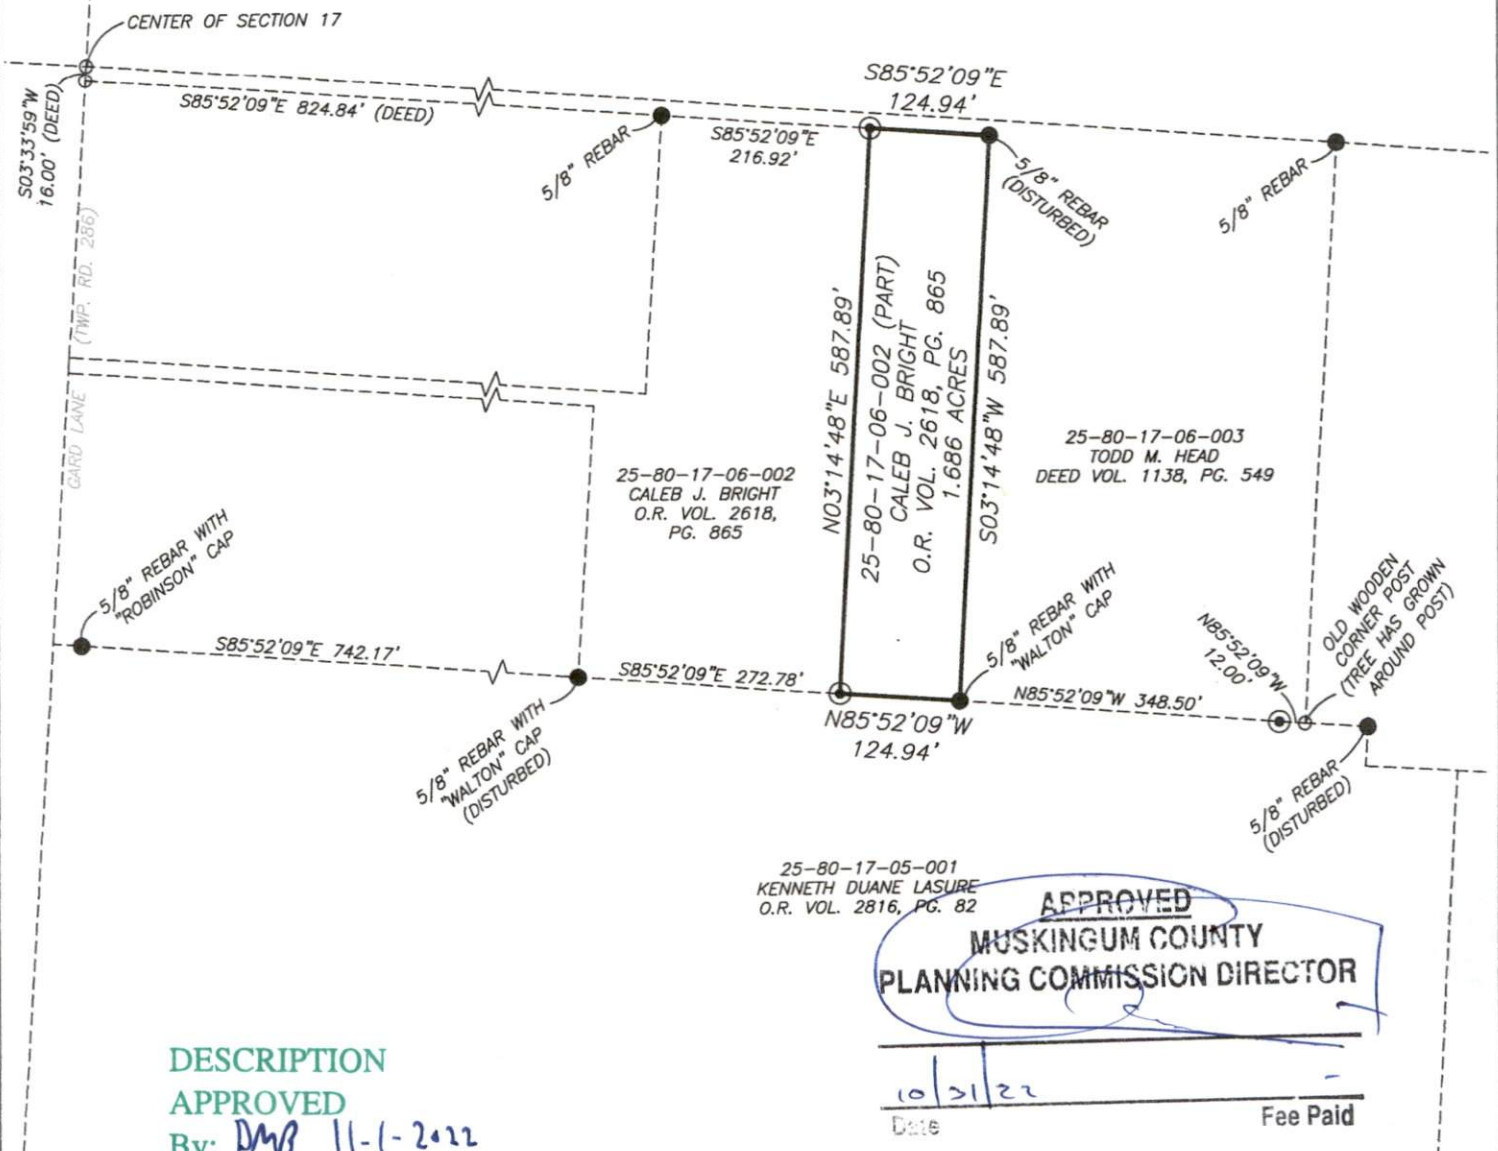 CENTER OF SECTION 17
S03°33'59"W
16.00' (DEED)
S85°52'09"E 824.84' (DEED)
5/8" REBAR
S85°52'09"E
216.92'
S85°52'09"E
124.94'
5/8" REBAR
(DISTURBED)
5/8" REBAR
GARD LANE (TWP. RD. 286)
N03°14'48"E 587.89'
25-80-17-06-002 (PART)
CALEB J. BRIGHT
O.R. VOL. 2618, PG. 865
1.686 ACRES
S03°14'48"W 587.89'
25-80-17-06-003
TODD M. HEAD
DEED VOL. 1138, PG. 549
25-80-17-06-002
CALEB J. BRIGHT
O.R. VOL. 2618,
PG. 865
5/8" REBAR WITH
"ROBINSON" CAP
S85°52'09"E 742.17'
5/8" REBAR WITH
"WALTON" CAP
(DISTURBED)
S85°52'09"E 272.78'
N85°52'09"W
124.94'
5/8" REBAR WITH
"WALTON" CAP
N85°52'09"W 348.50'
N85°52'09"W
12.00'
OLD WOODEN
CORNER POST
(TREE HAS GROWN
AROUND POST)
5/8" REBAR
(DISTURBED)
25-80-17-05-001
KENNETH DUANE LASURE
O.R. VOL. 2816, PG. 82
APPROVED
MUSKINGUM COUNTY
PLANNING COMMISSION DIRECTOR
10/31/22 -
Date Fee Paid
DESCRIPTION
APPROVED
By: DMB 11-1-2022